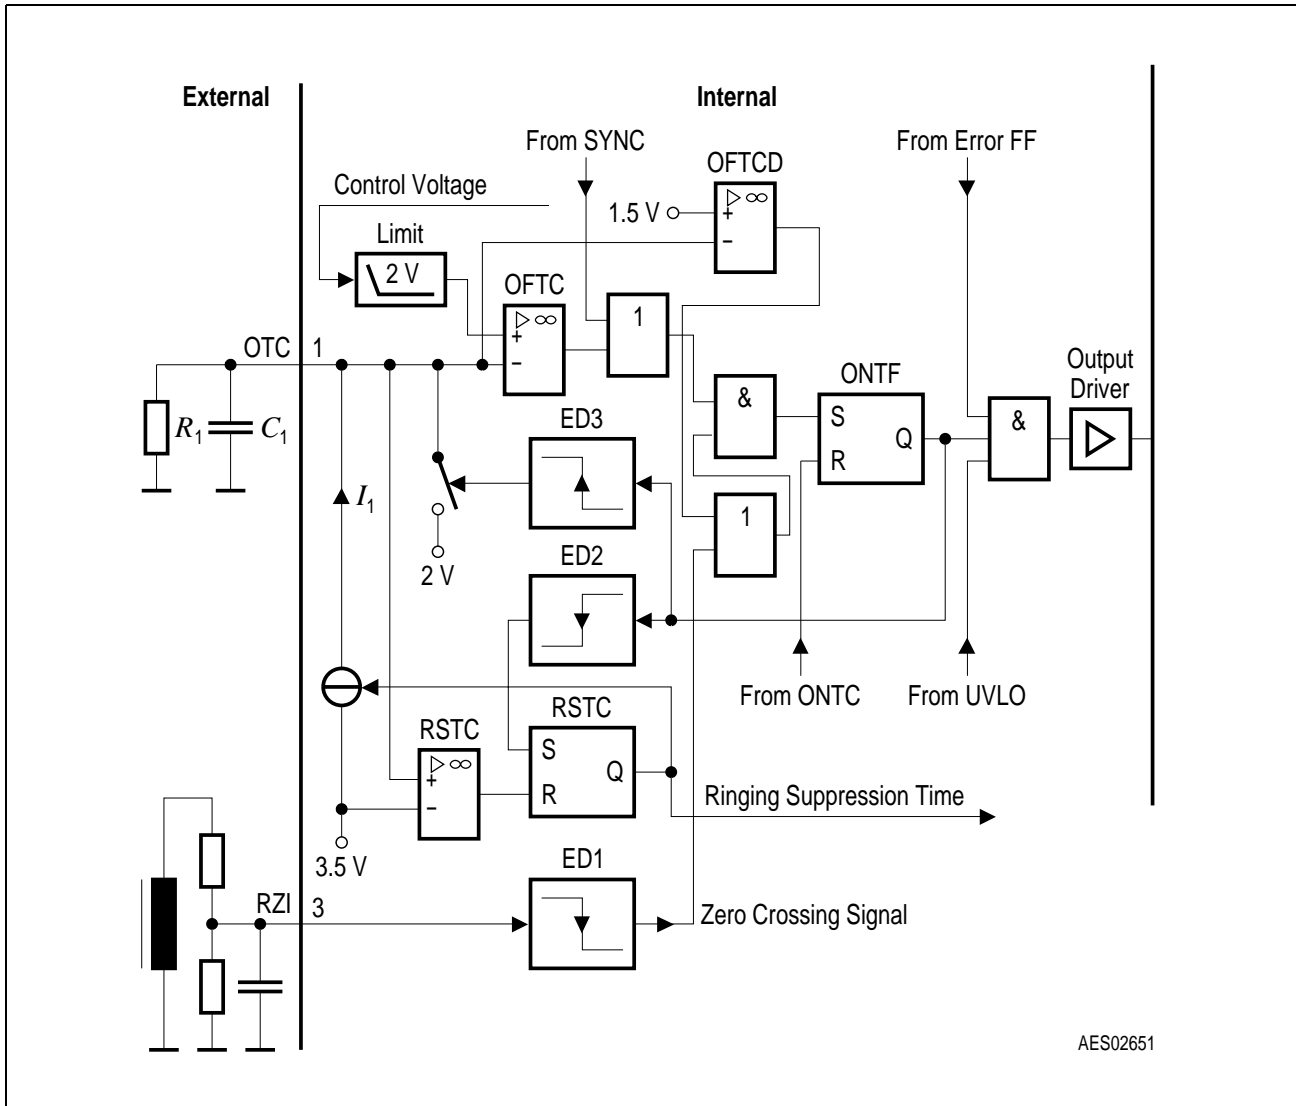 External
Internal
From SYNC
From Error FF
OFTCD
Control Voltage
1.5 V
▷ ∞
+
−
Limit
2 V
OFTC
▷ ∞
+
−
1
OTC
1
Output
Driver
ONTF
R1
C1
&
S
Q
R
&
ED3
I1
1
2 V
ED2
From ONTC
From UVLO
RSTC
RSTC
▷ ∞
+
−
S
Q
R
Ringing Suppression Time
3.5 V
ED1
RZI
3
Zero Crossing Signal
AES02651